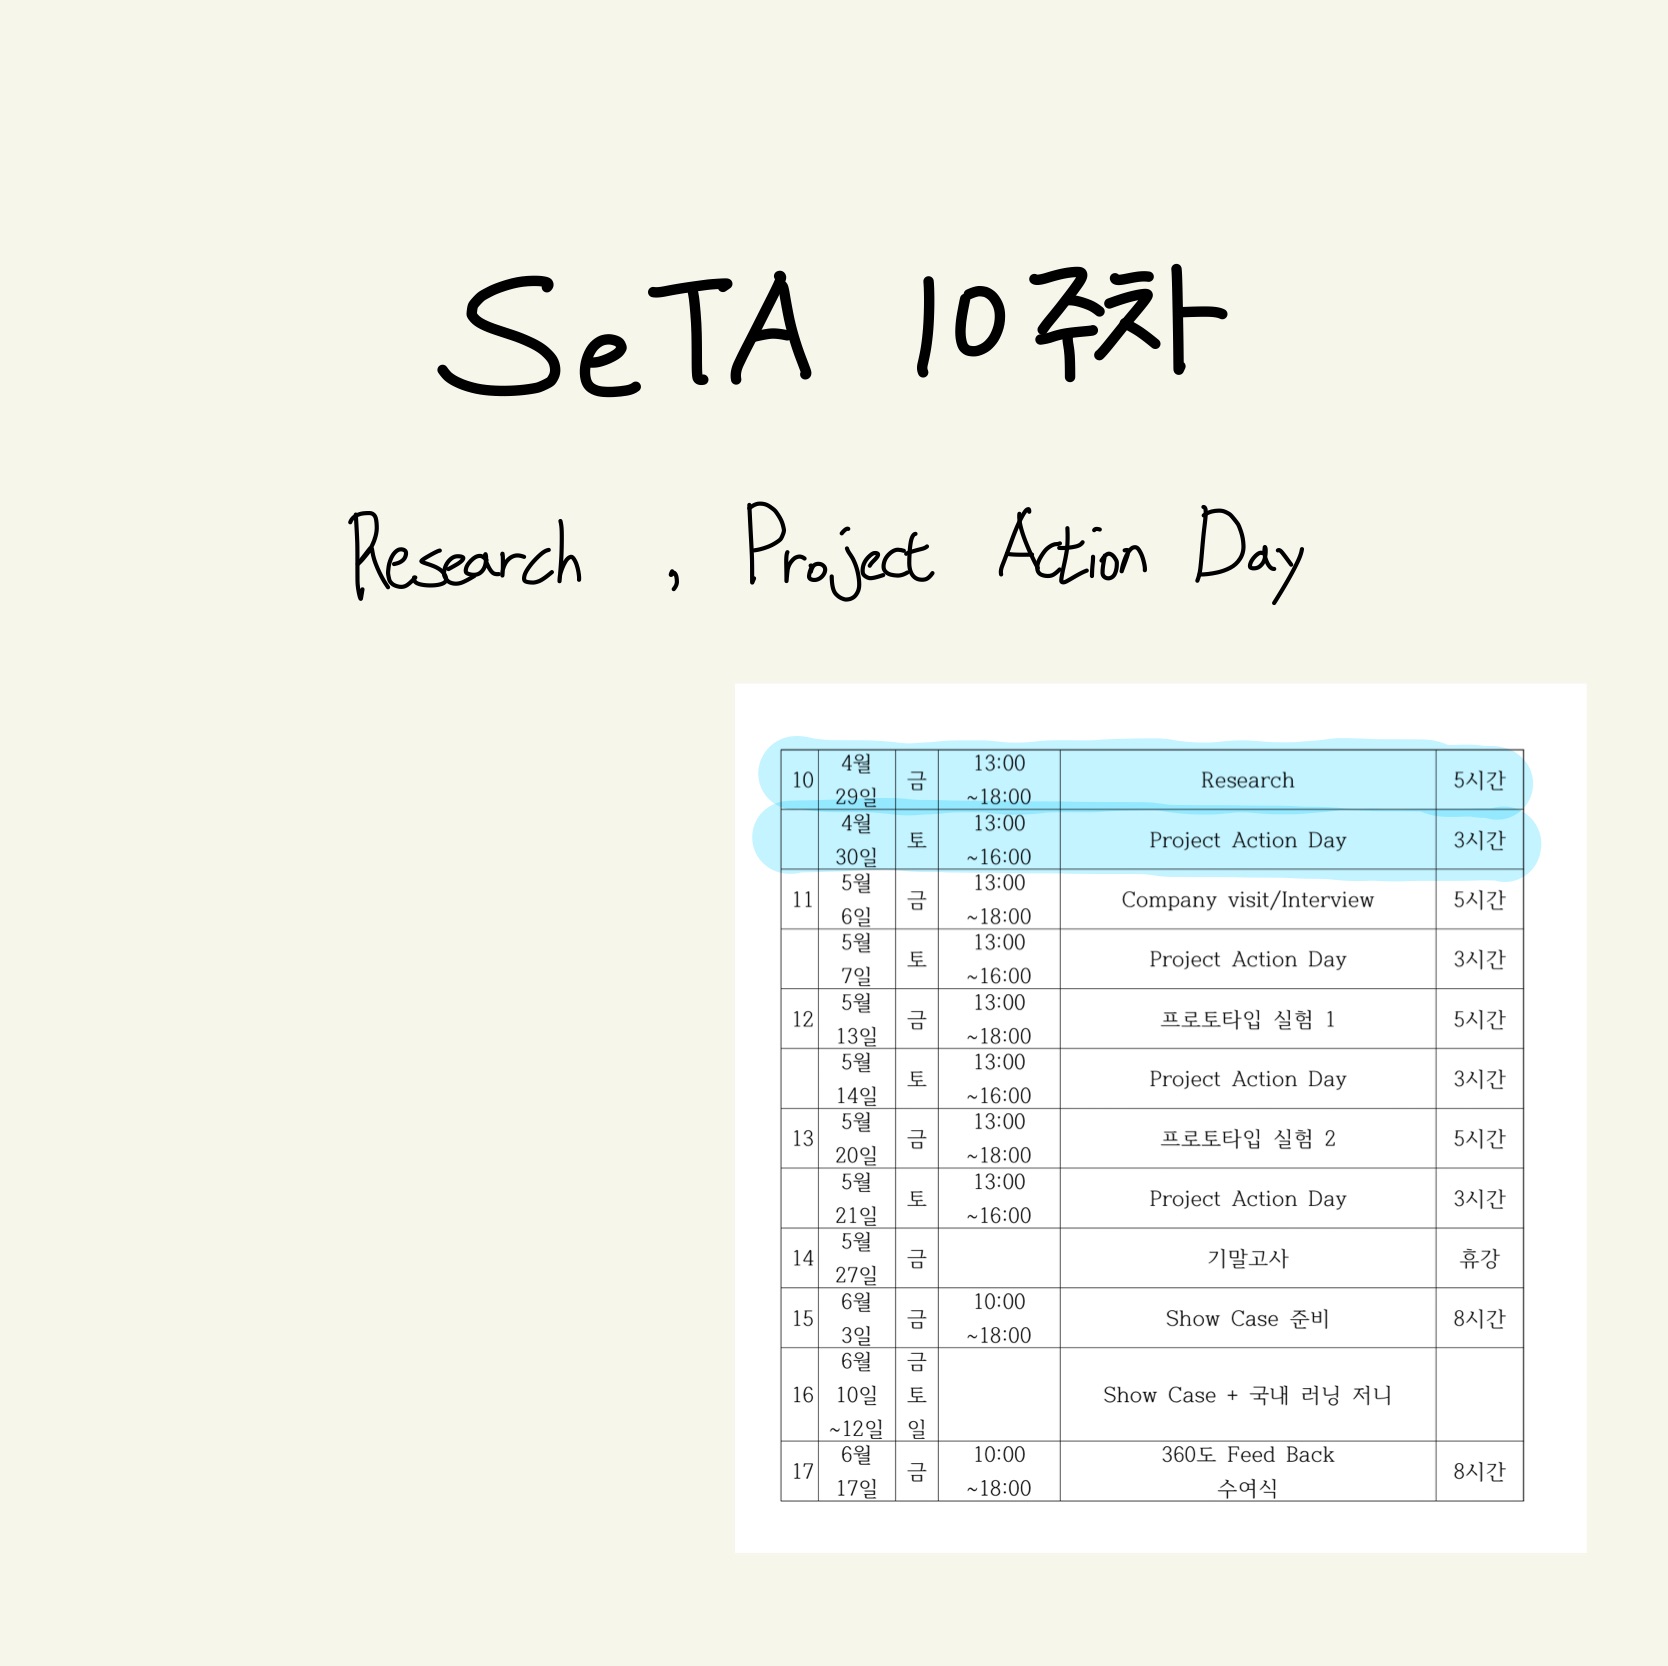 SeTA 10주차
Research , Project Action Day
10 4월 29일 금 13:00 ~18:00 Research 5시간
4월 30일 토 13:00 ~16:00 Project Action Day 3시간
11 5월 6일 금 13:00 ~18:00 Company visit/Interview 5시간
5월 7일 토 13:00 ~16:00 Project Action Day 3시간
12 5월 13일 금 13:00 ~18:00 프로토타입 실험 1 5시간
5월 14일 토 13:00 ~16:00 Project Action Day 3시간
13 5월 20일 금 13:00 ~18:00 프로토타입 실험 2 5시간
5월 21일 토 13:00 ~16:00 Project Action Day 3시간
14 5월 27일 금 기말고사 휴강
15 6월 3일 금 10:00 ~18:00 Show Case 준비 8시간
16 6월 10일 ~12일 금 토 일 Show Case + 국내 러닝 저니
17 6월 17일 금 10:00 ~18:00 360도 Feed Back 수여식 8시간